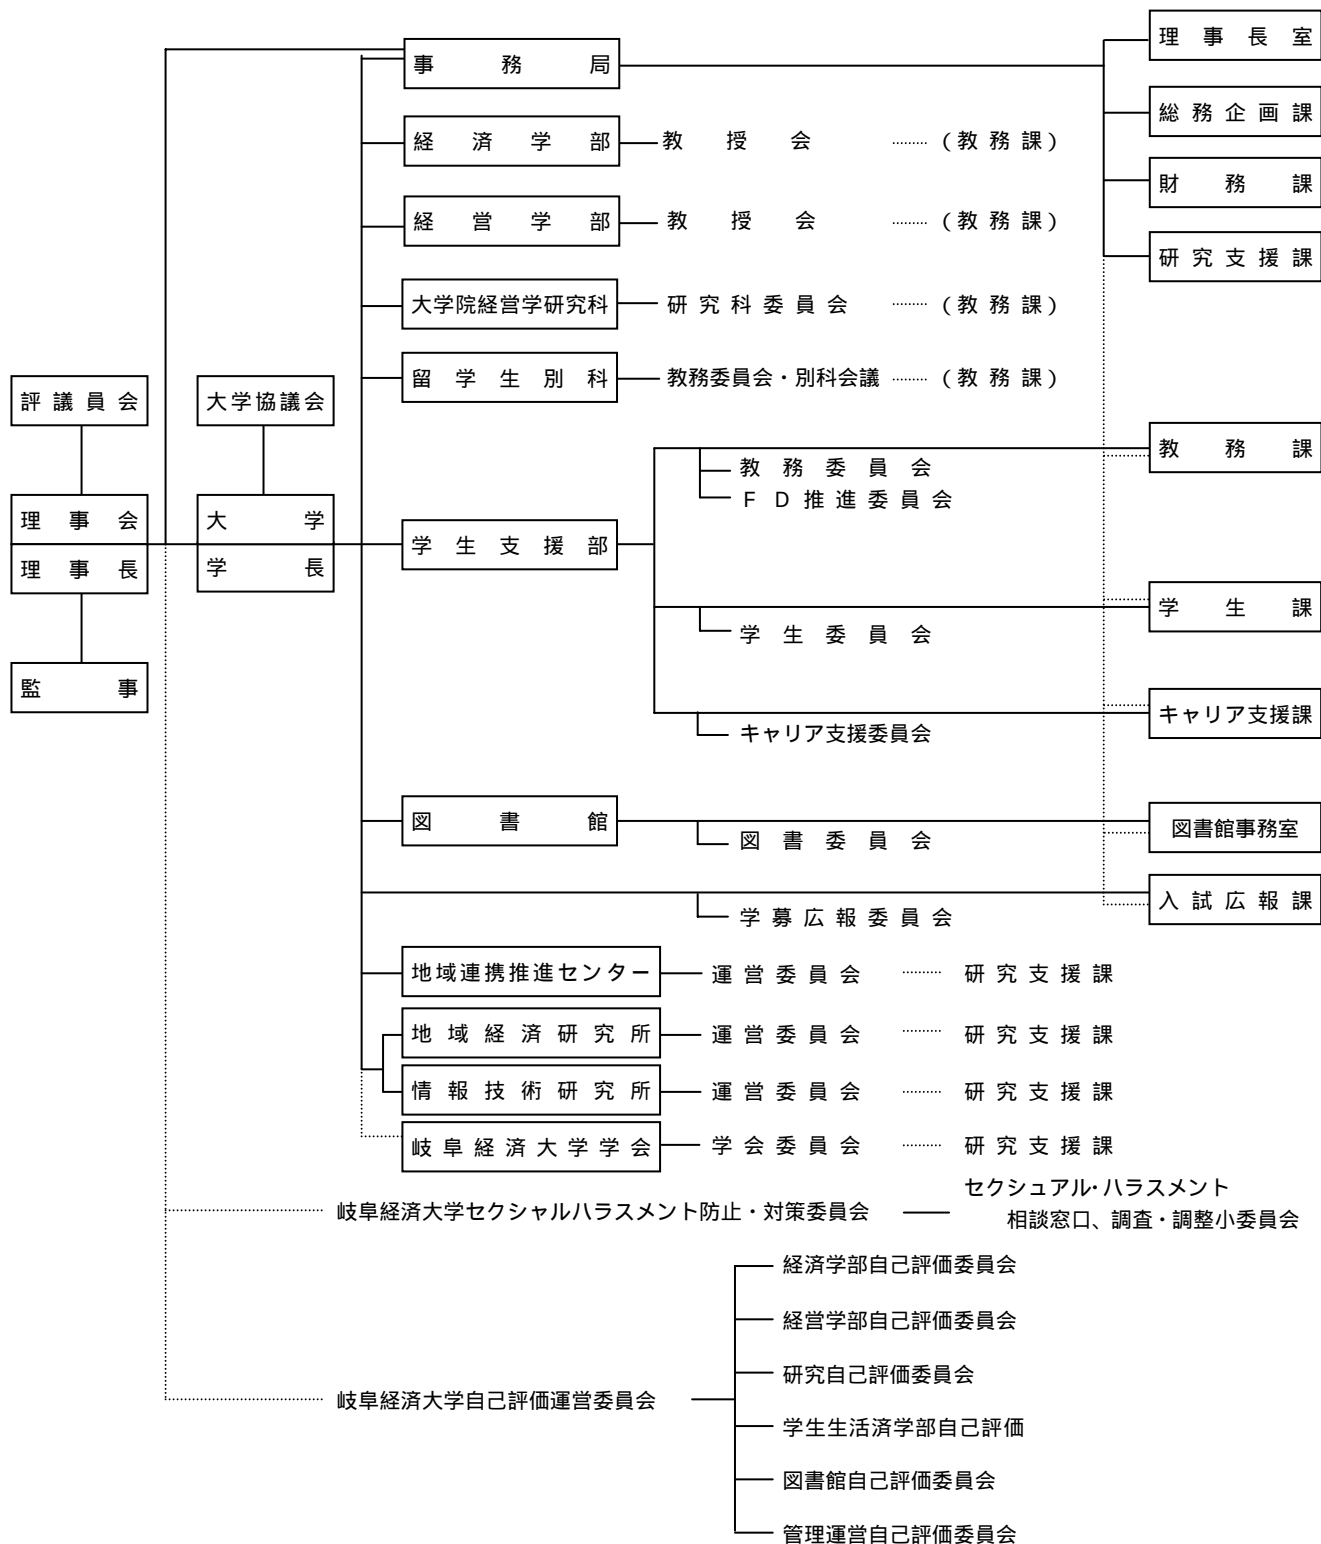 理事長室
事務局
総務企画課
経済学部 教授会 ……… (教務課)
財務課
経営学部 教授会 ……… (教務課)
研究支援課
大学院経営学研究科 研究科委員会 ……… (教務課)
留学生別科 教務委員会・別科会議 ……… (教務課)
評議員会 大学協議会
教務課
教務委員会
FD推進委員会
理事会 大学
学生支援部
理事長 学長
学生課
学生委員会
監事
キャリア支援課
キャリア支援委員会
図書館 図書館事務室
図書委員会
入試広報課
学募広報委員会
地域連携推進センター 運営委員会 ……… 研究支援課
地域経済研究所 運営委員会 ……… 研究支援課
情報技術研究所 運営委員会 ……… 研究支援課
岐阜経済大学学会 学会委員会 ……… 研究支援課
セクシュアル・ハラスメント
岐阜経済大学セクシャルハラスメント防止・対策委員会
相談窓口、調査・調整小委員会
経済学部自己評価委員会
経営学部自己評価委員会
研究自己評価委員会
岐阜経済大学自己評価運営委員会
学生生活済学部自己評価
図書館自己評価委員会
管理運営自己評価委員会